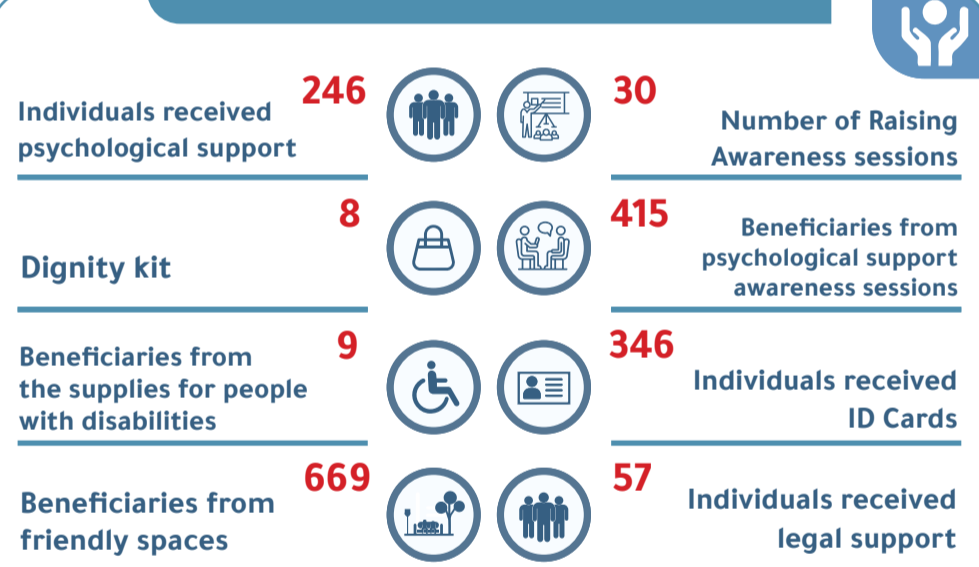 246
Individuals received
psychological support
30
Number of Raising
Awareness sessions
8
Dignity kit
415
Beneficiaries from
psychological support
awareness sessions
9
Beneficiaries from
the supplies for people
with disabilities
346
Individuals received
ID Cards
669
Beneficiaries from
friendly spaces
57
Individuals received
legal support